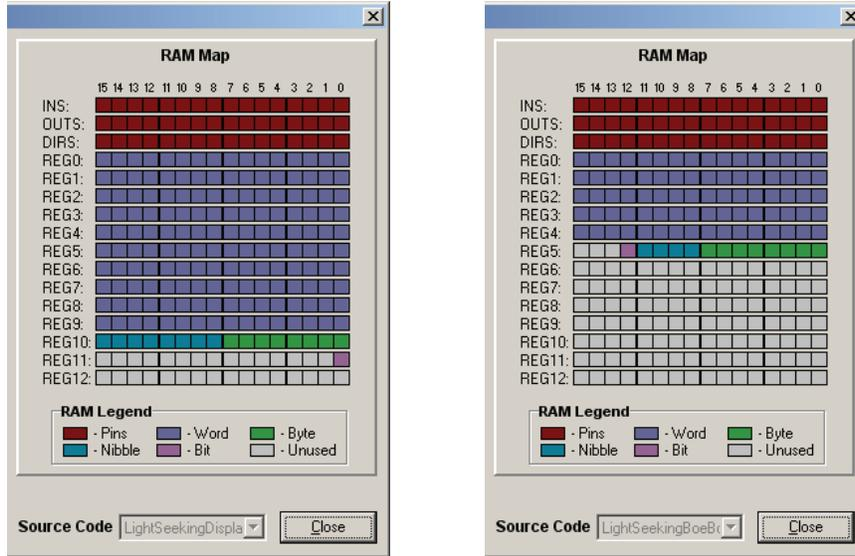 RAM Map
15 14 13 12 11 10 9 8 7 6 5 4 3 2 1 0
INS:
OUTS:
DIRS:
REG0:
REG1:
REG2:
REG3:
REG4:
REG5:
REG6:
REG7:
REG8:
REG9:
REG10:
REG11:
REG12:
RAM Legend
- Pins - Word - Byte
- Nibble - Bit - Unused
Source Code LightSeekingDispla Close
RAM Map
15 14 13 12 11 10 9 8 7 6 5 4 3 2 1 0
INS:
OUTS:
DIRS:
REG0:
REG1:
REG2:
REG3:
REG4:
REG5:
REG6:
REG7:
REG8:
REG9:
REG10:
REG11:
REG12:
RAM Legend
- Pins - Word - Byte
- Nibble - Bit - Unused
Source Code LightSeekingBoeBo Close